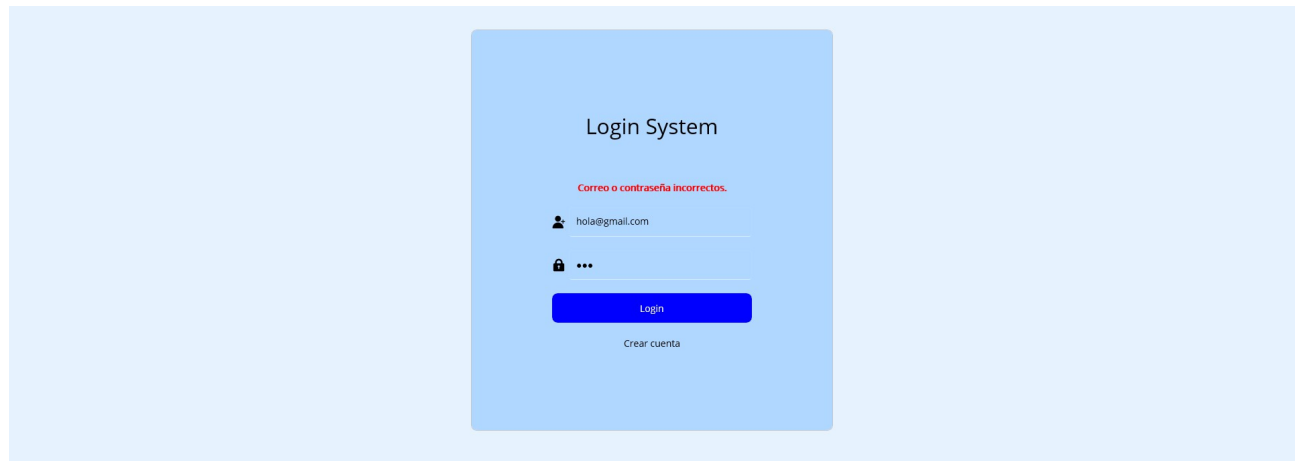 Login System
Correo o contraseña incorrectos.
hola@gmail.com
•••
Login
Crear cuenta